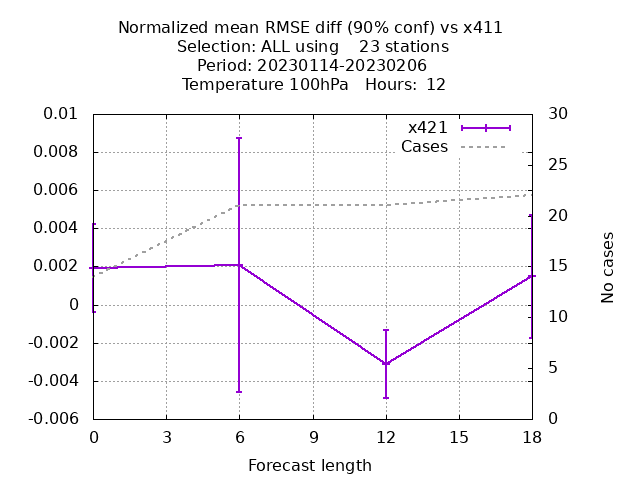 Normalized mean RMSE diff (90% conf) vs x411
Selection: ALL using    23 stations
Period: 20230114-20230206
Temperature 100hPa   Hours:  12
x421
Cases
0.01
0.008
0.006
0.004
0.002
0
-0.002
-0.004
-0.006
30
25
20
15
10
5
0
No cases
0 3 6 9 12 15 18
Forecast length